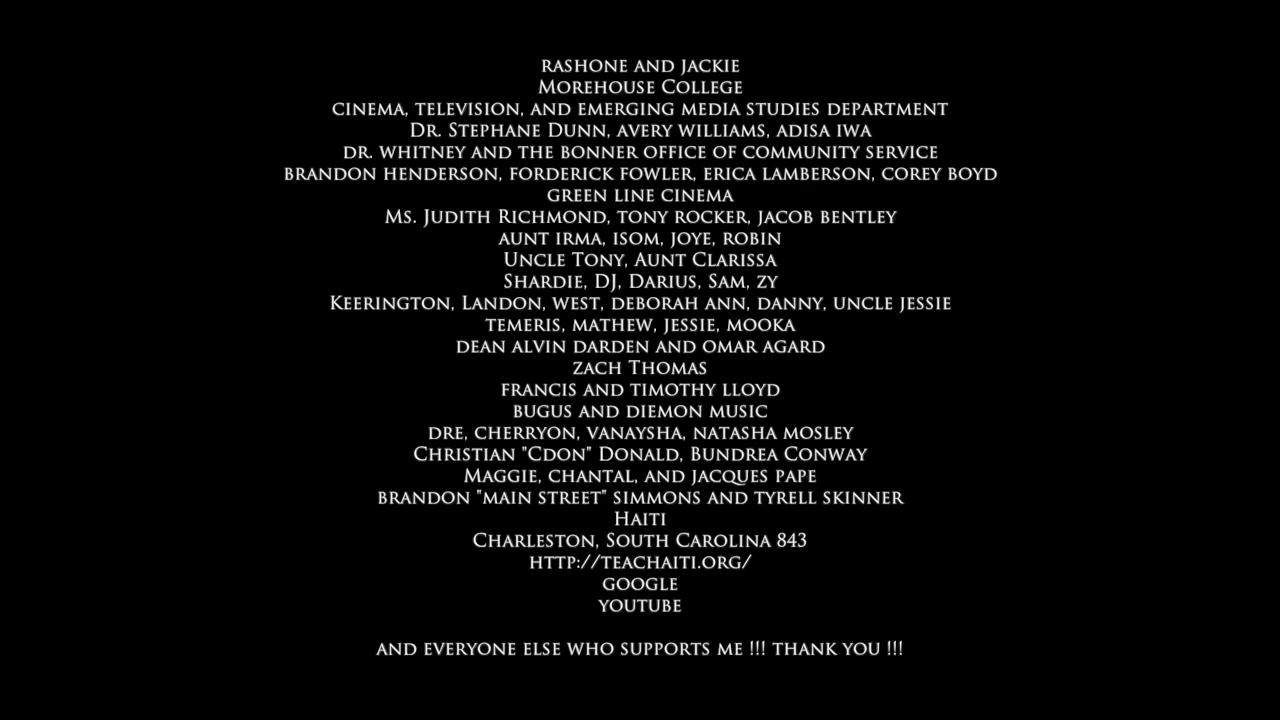 RASHONE AND JACKIE
MOREHOUSE COLLEGE
CINEMA, TELEVISION, AND EMERGING MEDIA STUDIES DEPARTMENT
DR. STEPHANE DUNN, AVERY WILLIAMS, ADISA IWA
DR. WHITNEY AND THE BONNER OFFICE OF COMMUNITY SERVICE
BRANDON HENDERSON, FORDERICK FOWLER, ERICA LAMBERSON, COREY BOYD
GREEN LINE CINEMA
MS. JUDITH RICHMOND, TONY ROCKER, JACOB BENTLEY
AUNT IRMA, ISOM, JOYE, ROBIN
UNCLE TONY, AUNT CLARISSA
SHARDIE, DJ, DARIUS, SAM, ZY
KEERINGTON, LANDON, WEST, DEBORAH ANN, DANNY, UNCLE JESSIE
TEMERIS, MATHEW, JESSIE, MOOKA
DEAN ALVIN DARDEN AND OMAR AGARD
ZACH THOMAS
FRANCIS AND TIMOTHY LLOYD
BUGUS AND DIEMON MUSIC
DRE, CHERRYON, VANAYSHA, NATASHA MOSLEY
CHRISTIAN "CDON" DONALD, BUNDREA CONWAY
MAGGIE, CHANTAL, AND JACQUES PAPE
BRANDON "MAIN STREET" SIMMONS AND TYRELL SKINNER
HAITI
CHARLESTON, SOUTH CAROLINA 843
HTTP://TEACHAITI.ORG/
GOOGLE
YOUTUBE
AND EVERYONE ELSE WHO SUPPORTS ME !!! THANK YOU !!!